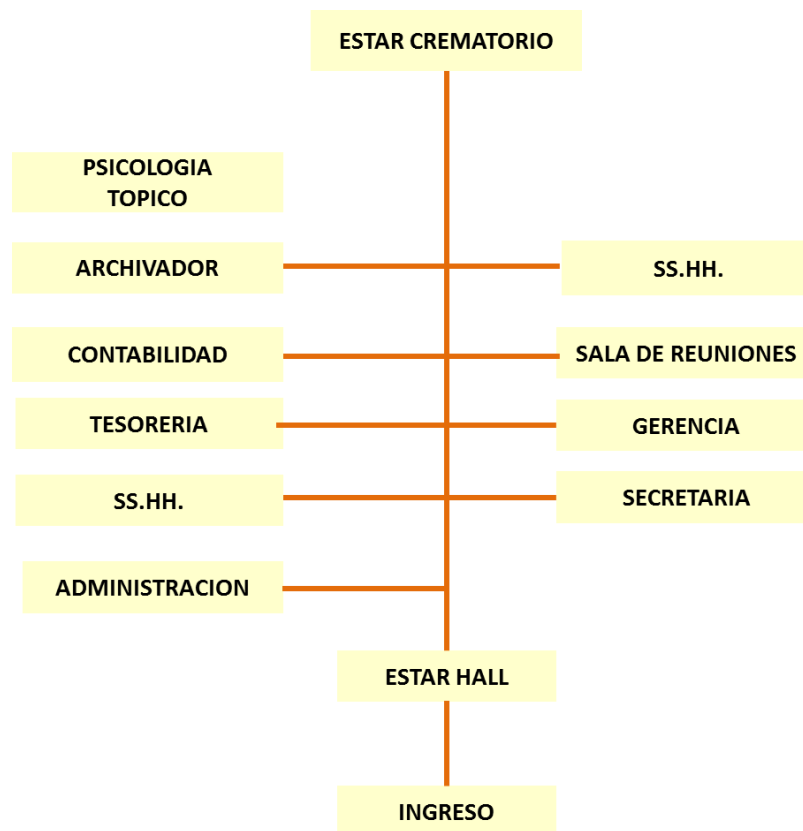 ESTAR CREMATORIO
PSICOLOGIA
TOPICO
ARCHIVADOR
SS.HH.
CONTABILIDAD
SALA DE REUNIONES
TESORERIA
GERENCIA
SS.HH.
SECRETARIA
ADMINISTRACION
ESTAR HALL
INGRESO